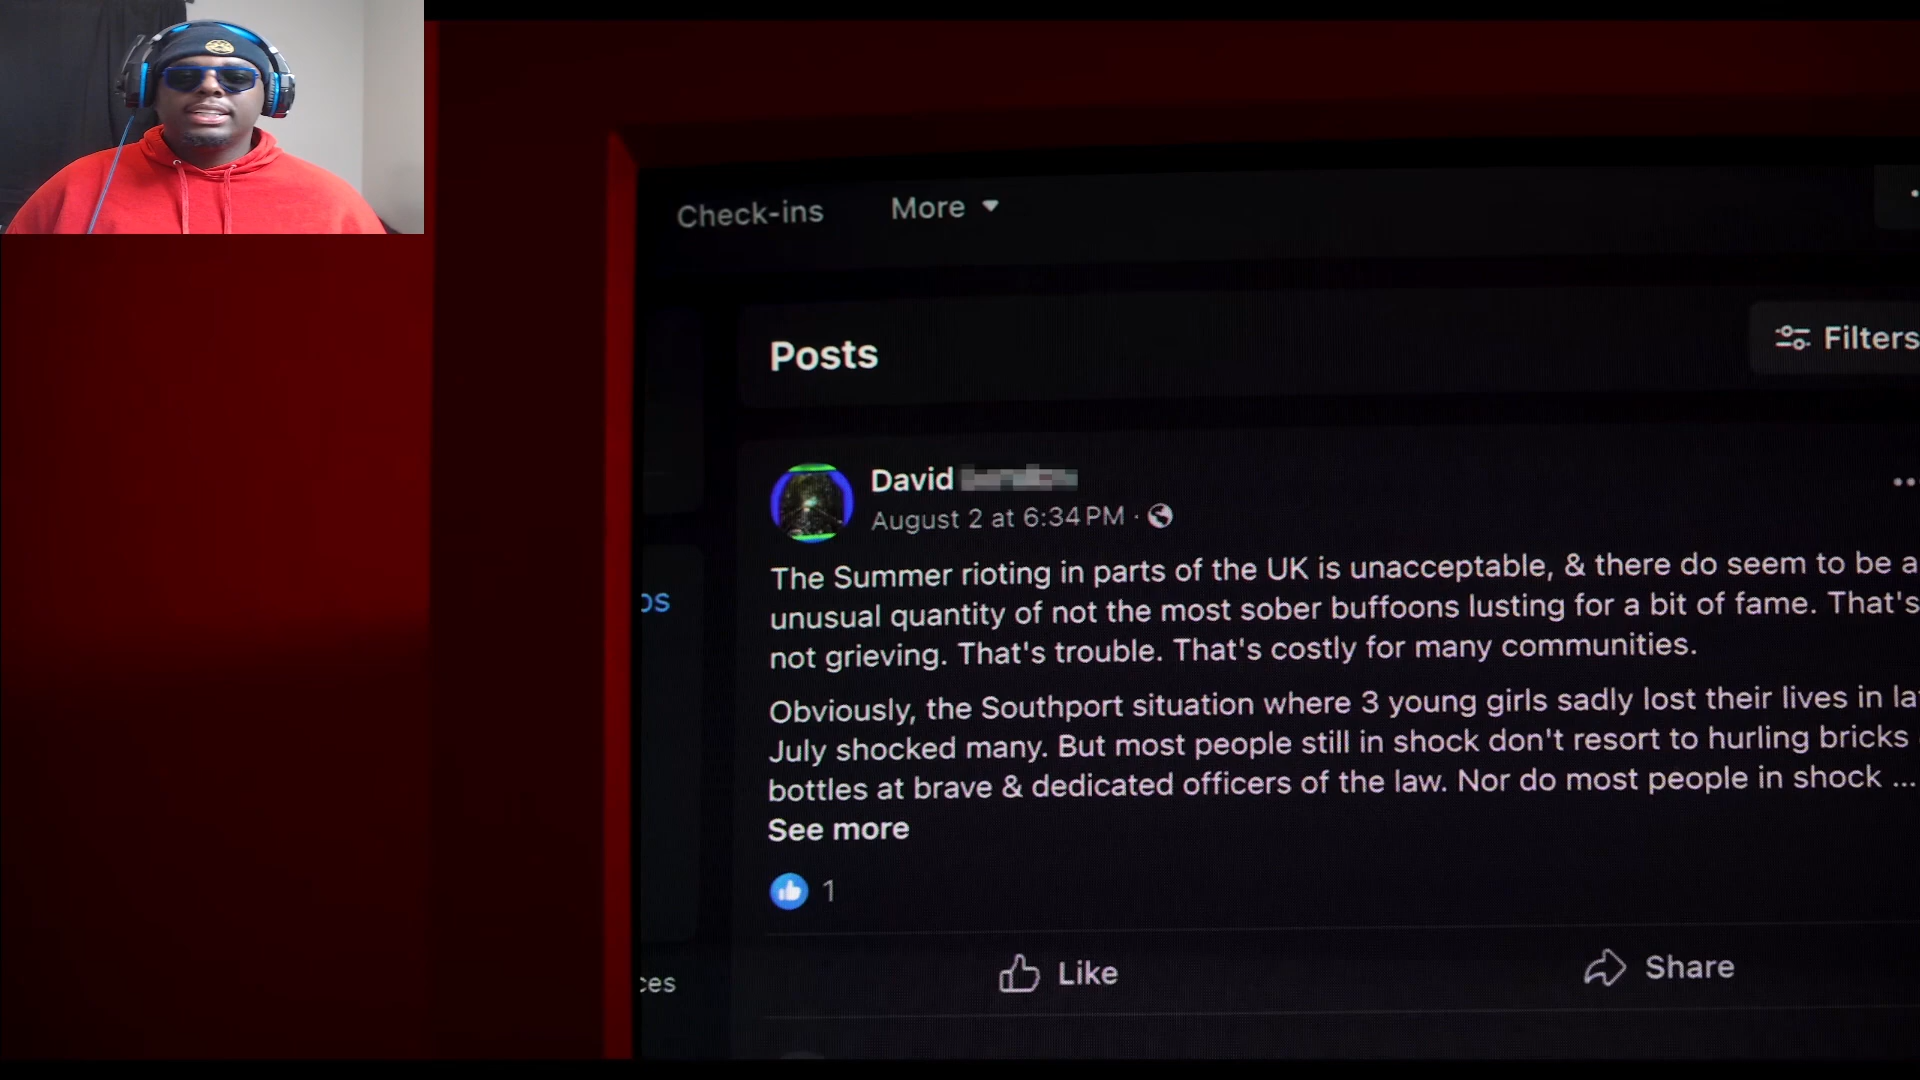 Check-ins More
Posts
Filters
David
August 2 at 6:34 PM ·
The Summer rioting in parts of the UK is unacceptable, & there do seem to be a
unusual quantity of not the most sober buffoons lusting for a bit of fame. That's
not grieving. That's trouble. That's costly for many communities.
Obviously, the Southport situation where 3 young girls sadly lost their lives in la
July shocked many. But most people still in shock don't resort to hurling bricks
bottles at brave & dedicated officers of the law. Nor do most people in shock ...
os
See more
1
Like Share
ces